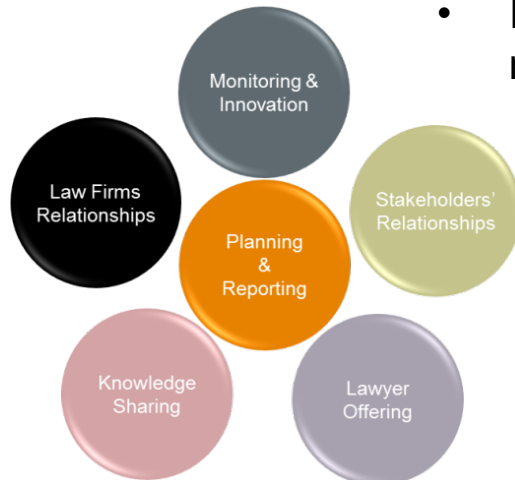 Monitoring &
Innovation
Law Firms
Relationships
Stakeholders'
Relationships
Planning
&
Reporting
Knowledge
Sharing
Lawyer
Offering